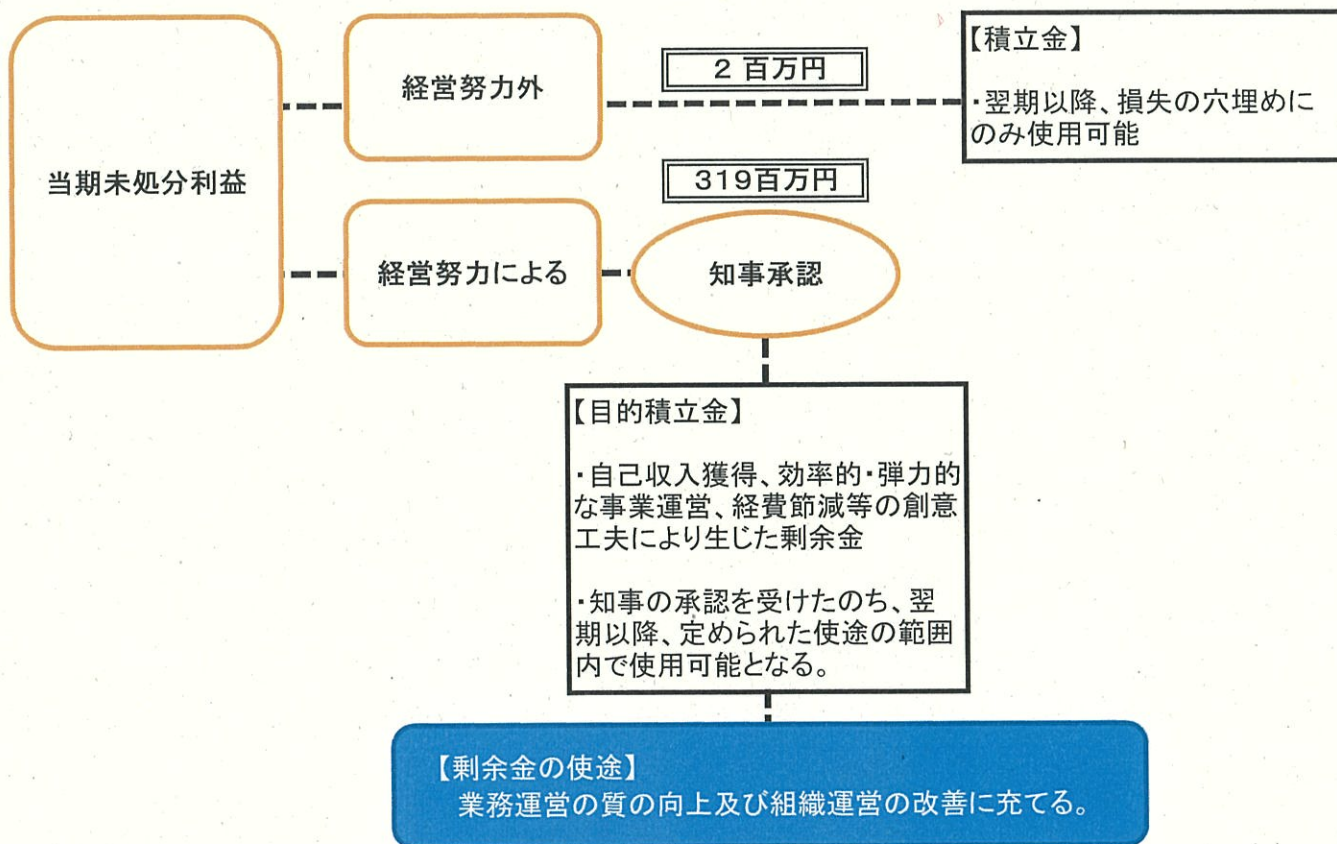 当期未処分利益
経営努力外
2 百万円
【積立金】
・翌期以降、損失の穴埋めに
のみ使用可能
経営努力による
319百万円
知事承認
【目的積立金】
・自己収入獲得、効率的・弾力的
な事業運営、経費節減等の創意
工夫により生じた剰余金
・知事の承認を受けたのち、翌
期以降、定められた使途の範囲
内で使用可能となる。
【剰余金の使途】
業務運営の質の向上及び組織運営の改善に充てる。